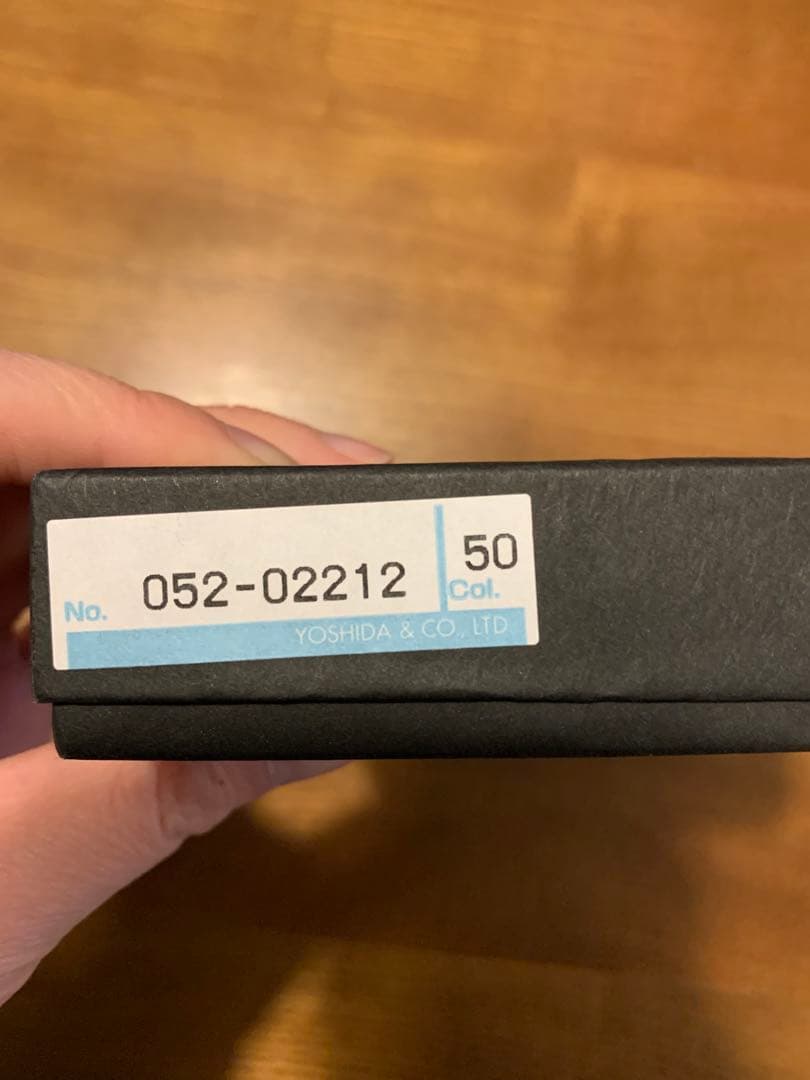 No. 052-02212
50
Col.
YOSHIDA & CO., LTD